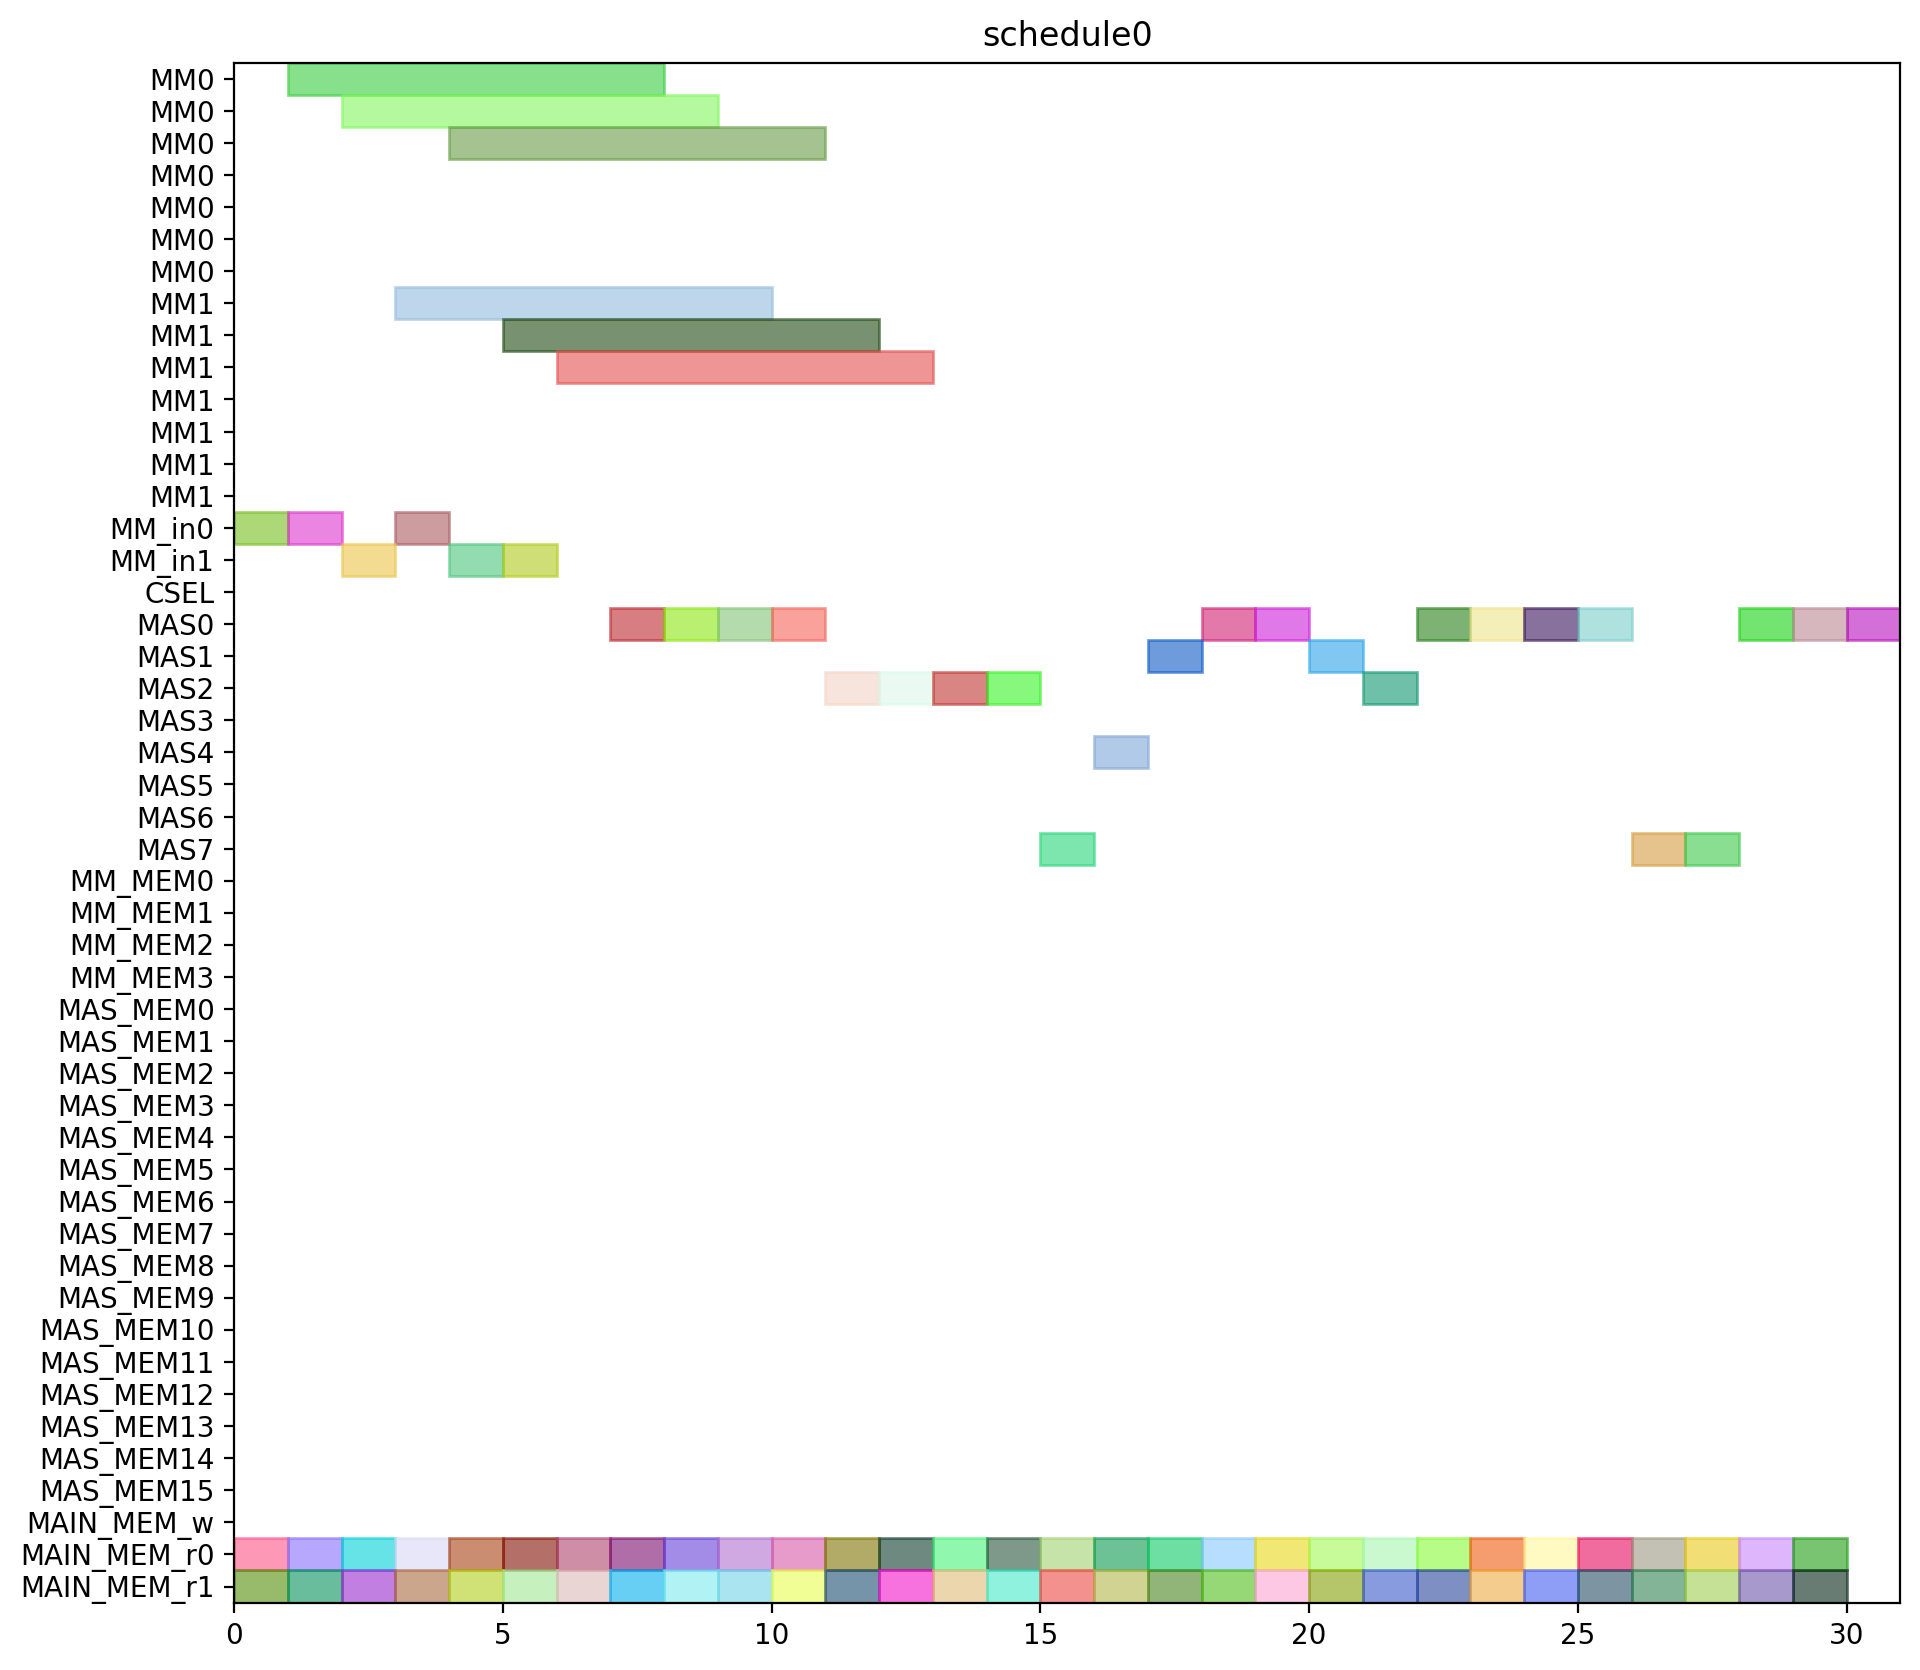 schedule0
MM0
MM0
MM0
MM0
MM0
MM0
MM0
MM1
MM1
MM1
MM1
MM1
MM1
MM1
MM_in0
MM_in1
CSEL
MAS0
MAS1
MAS2
MAS3
MAS4
MAS5
MAS6
MAS7
MM_MEM0
MM_MEM1
MM_MEM2
MM_MEM3
MAS_MEM0
MAS_MEM1
MAS_MEM2
MAS_MEM3
MAS_MEM4
MAS_MEM5
MAS_MEM6
MAS_MEM7
MAS_MEM8
MAS_MEM9
MAS_MEM10
MAS_MEM11
MAS_MEM12
MAS_MEM13
MAS_MEM14
MAS_MEM15
MAIN_MEM_w
MAIN_MEM_r0
MAIN_MEM_r1
0 5 10 15 20 25 30